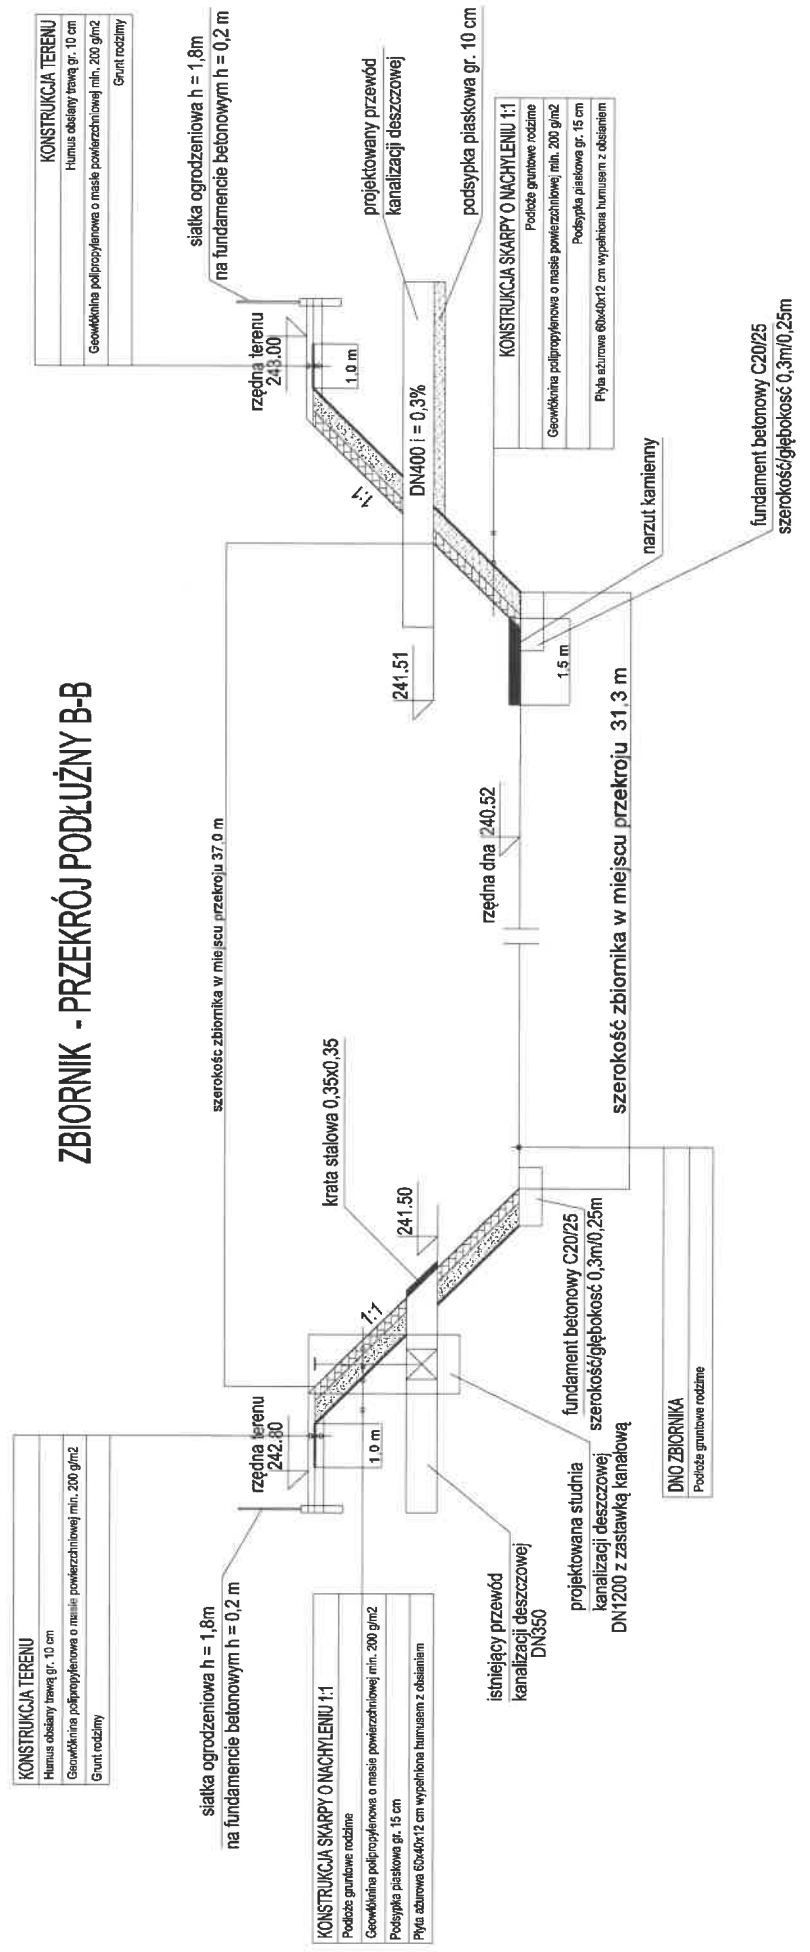 ZBIORNIK - PRZEKRÓJ PODŁUŻNY B-B
KONSTRUKCJA TERENU
Humus obsiany trawą gr. 10 cm
Geowłóknina polipropylenowa o masie powierzchniowej min. 200 g/m2
Grunt rodzimy
siatka ogrodzeniowa h = 1,8m
na fundamencie betonowym h = 0,2 m
KONSTRUKCJA SKARPY O NACHYLENIU 1:1
Podłoże gruntowe rodzime
Geowłóknina polipropylenowa o masie powierzchniowej min. 200 g/m2
Podsypka piaskowa gr. 15 cm
Płyta ażurowa 60x40x12 cm wypełniona humusem z obsianiem
rzędna terenu
242.80
1.0 m
1:1
krata stalowa 0,35x0,35
241.50
istniejący przewód
kanalizacji deszczowej
DN350
projektowana studnia
kanalizacji deszczowej
DN1200 z zastawką kanałową
fundament betonowy C20/25
szerokość/głębokosć 0,3m/0,25m
DNO ZBIORNIKA
Podłoże gruntowe rodzime
szerokośc zbiornika w miejscu przekroju 37,0 m
szerokość zbiornika w miejscu przekroju 31,3 m
rzędna dna 240.52
241.51
1.5 m
1:1
DN400 i = 0,3%
rzędna terenu
243.00
1.0 m
KONSTRUKCJA TERENU
Humus obsiany trawą gr. 10 cm
Geowłóknina polipropylenowa o masie powierzchniowej min. 200 g/m2
Grunt rodzimy
siatka ogrodzeniowa h = 1,8m
na fundamencie betonowym h = 0,2 m
projektowany przewód
kanalizacji deszczowej
podsypka piaskowa gr. 10 cm
KONSTRUKCJA SKARPY O NACHYLENIU 1:1
Podłoże gruntowe rodzime
Geowłóknina polipropylenowa o masie powierzchniowej min. 200 g/m2
Podsypka piaskowa gr. 15 cm
Płyta ażurowa 60x40x12 cm wypełniona humusem z obsianiem
narzut kamienny
fundament betonowy C20/25
szerokość/głębokosć 0,3m/0,25m